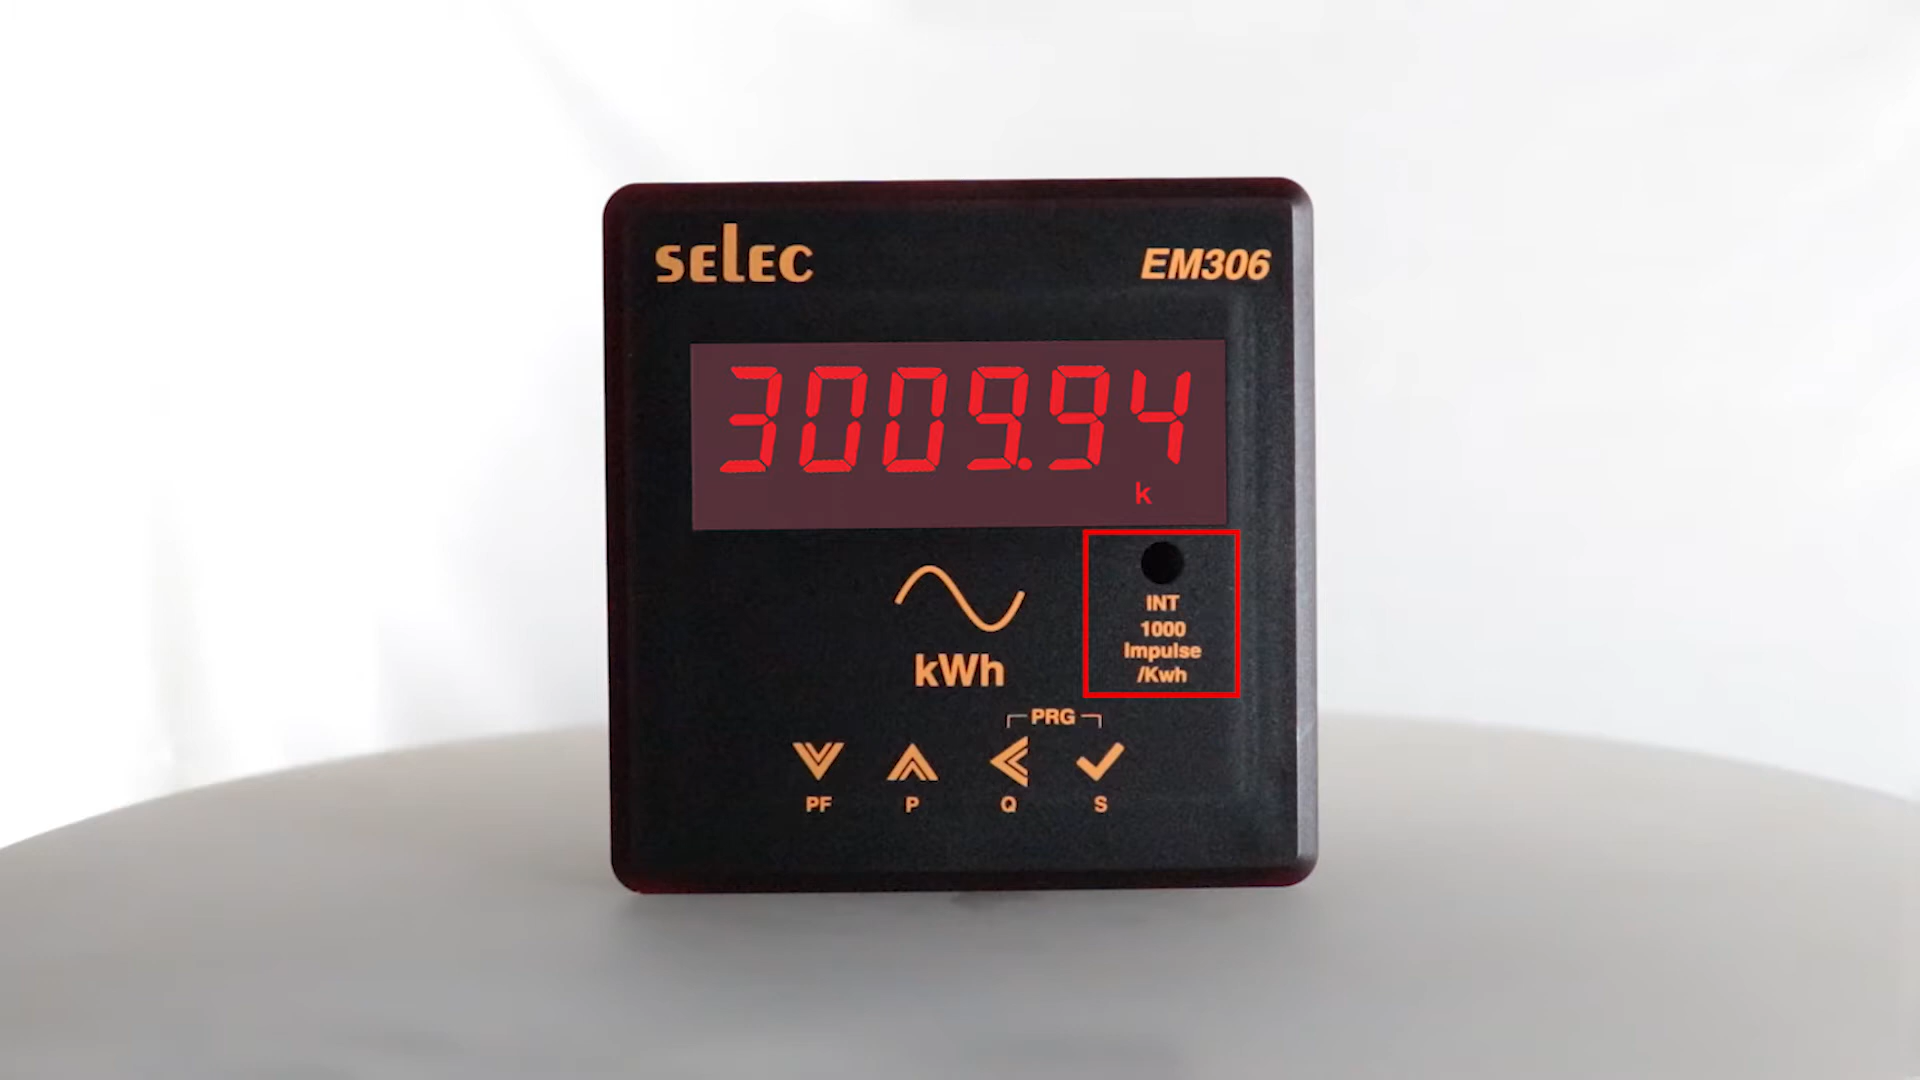 selec
EM306
3009.94
k
INT
1000
Impulse
/Kwh
kWh
PRG
PF P Q S